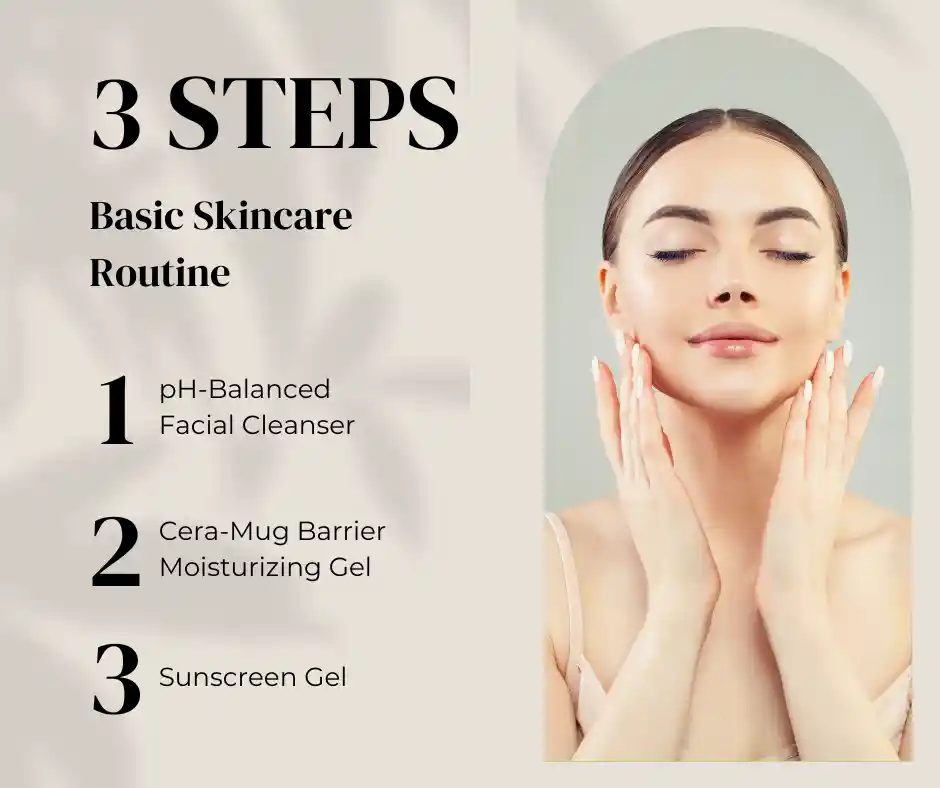 3 STEPS
Basic Skincare
Routine
1 pH-Balanced
Facial Cleanser
2 Cera-Mug Barrier
Moisturizing Gel
3 Sunscreen Gel